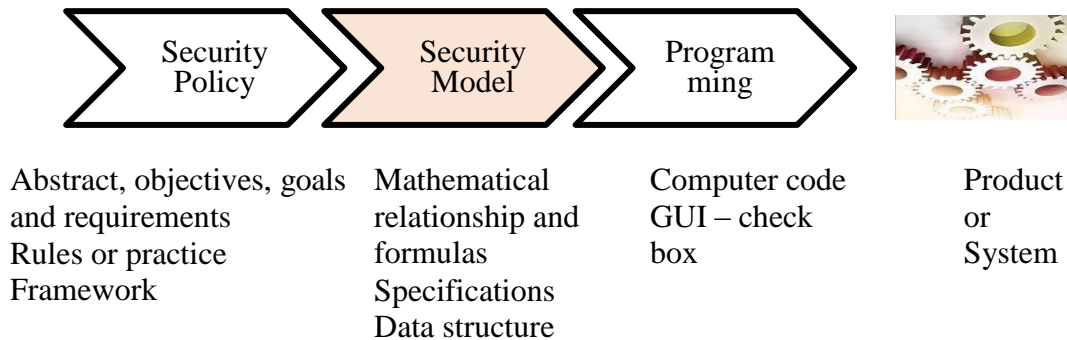 Security
Policy
Security
Model
Program
ming
Abstract, objectives, goals
and requirements
Rules or practice
Framework
Mathematical
relationship and
formulas
Specifications
Data structure
Computer code
GUI – check
box
Product
or
System